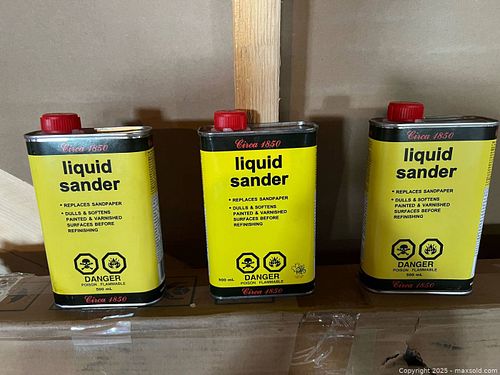 Circa 1850
liquid
sander
• REPLACES SANDPAPER
• DULLS & SOFTENS
PAINTED & VARNISHED
SURFACES BEFORE
REFINISHING
DANGER
POISON FLAMMABLE
500 mL
Circa 1850
Circa 1850
liquid
sander
• REPLACES SANDPAPER
• DULLS & SOFTENS
PAINTED & VARNISHED
SURFACES BEFORE
REFINISHING
500 mL
DANGER
POISON FLAMMABLE
Circa 1850
Circa 1850
liquid
sander
• REPLACES SANDPAPER
• DULLS & SOFTENS
PAINTED & VARNISHED
SURFACES BEFORE
REFINISHING
DANGER
POISON FLAMMABLE
500 mL
Circa 1850
Copyright 2025 - maxsold.com